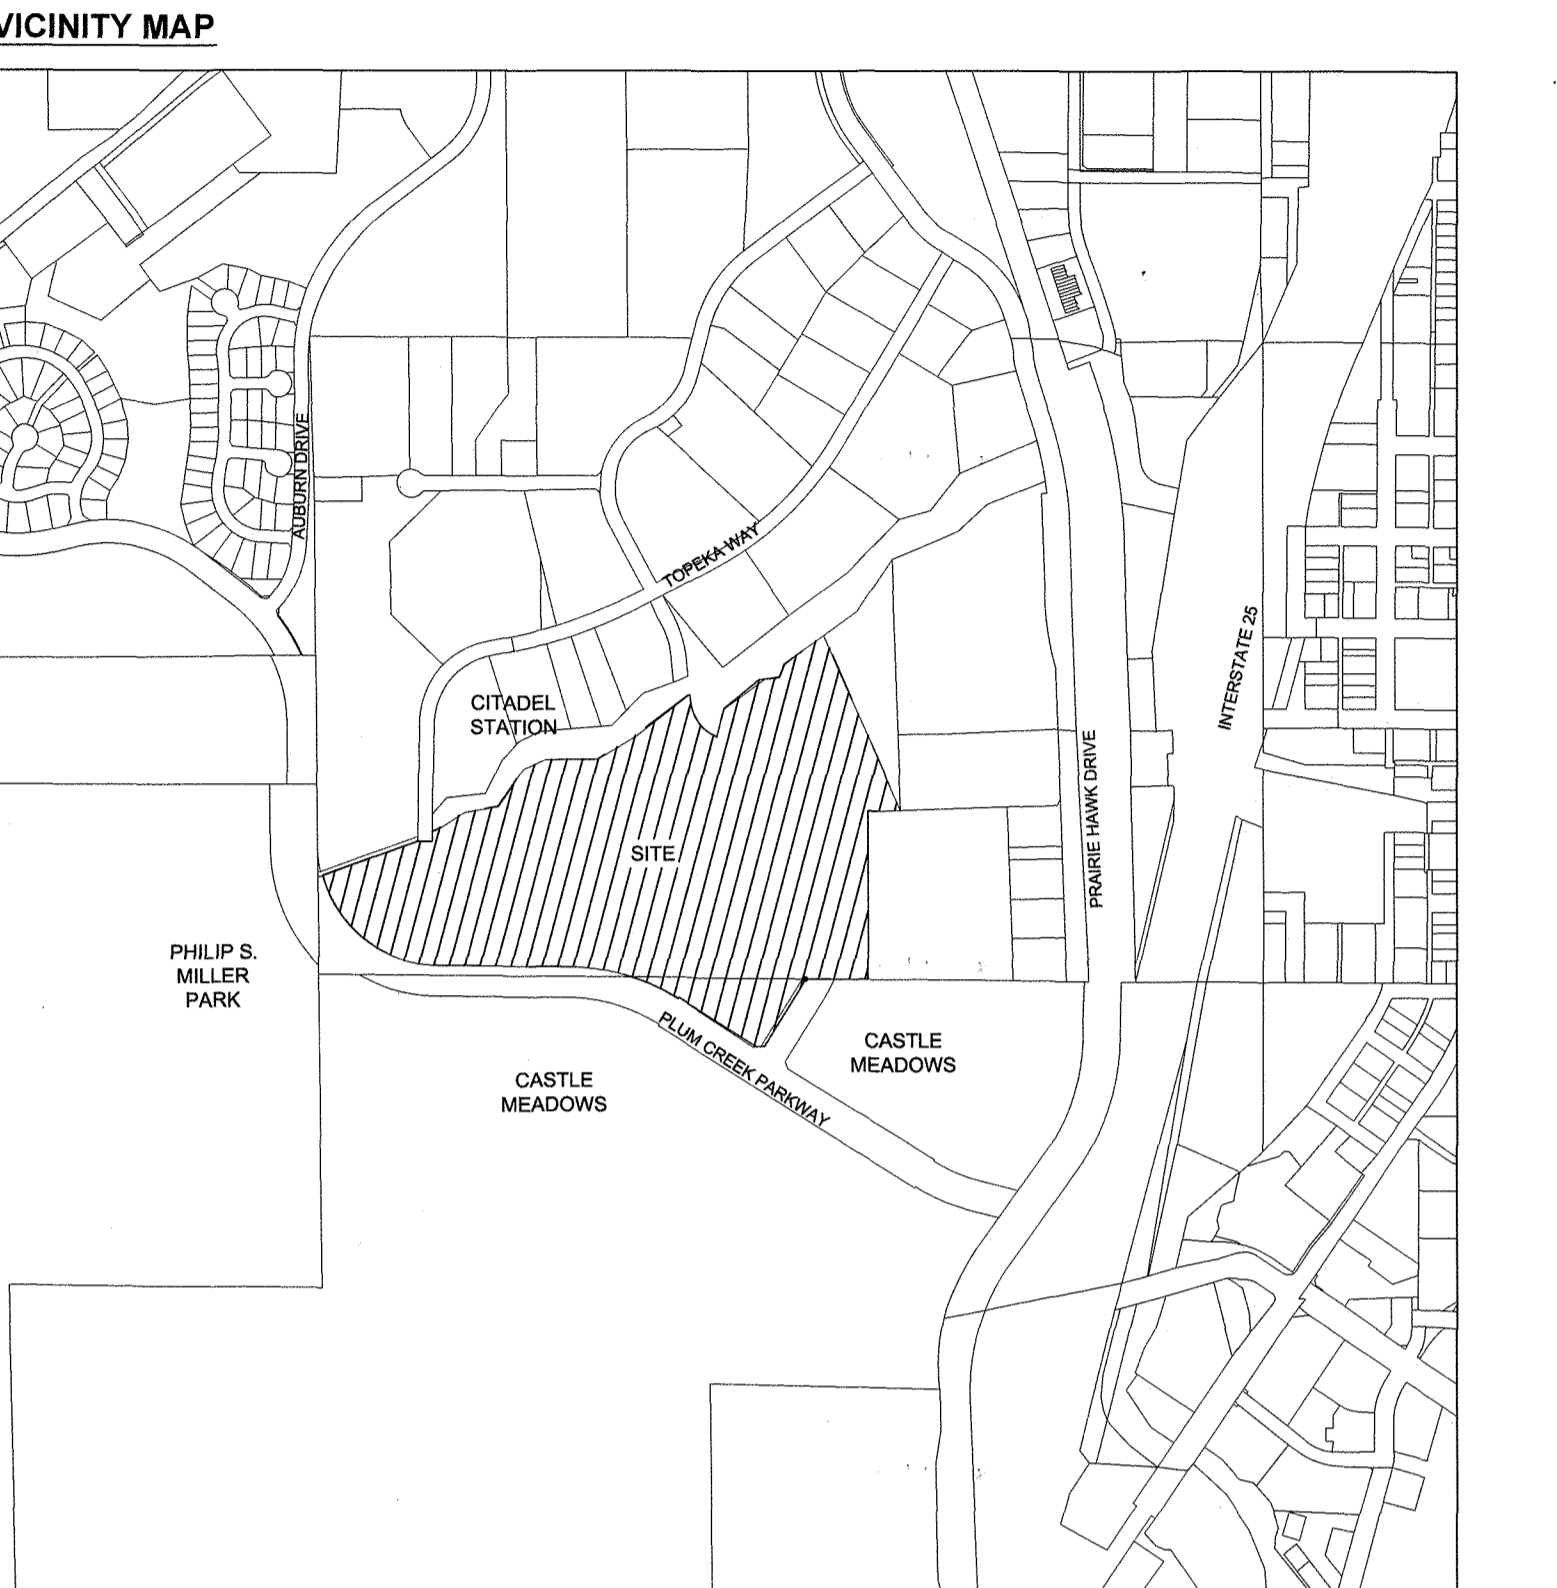 VICINITY MAP
AUBURN DRIVE
TOPEKA WAY
INTERSTATE 25
CITADEL
STATION
PRAIRIE HAWK DRIVE
SITE
PHILIP S.
MILLER
PARK
PLUM CREEK PARKWAY
CASTLE
MEADOWS
CASTLE
MEADOWS